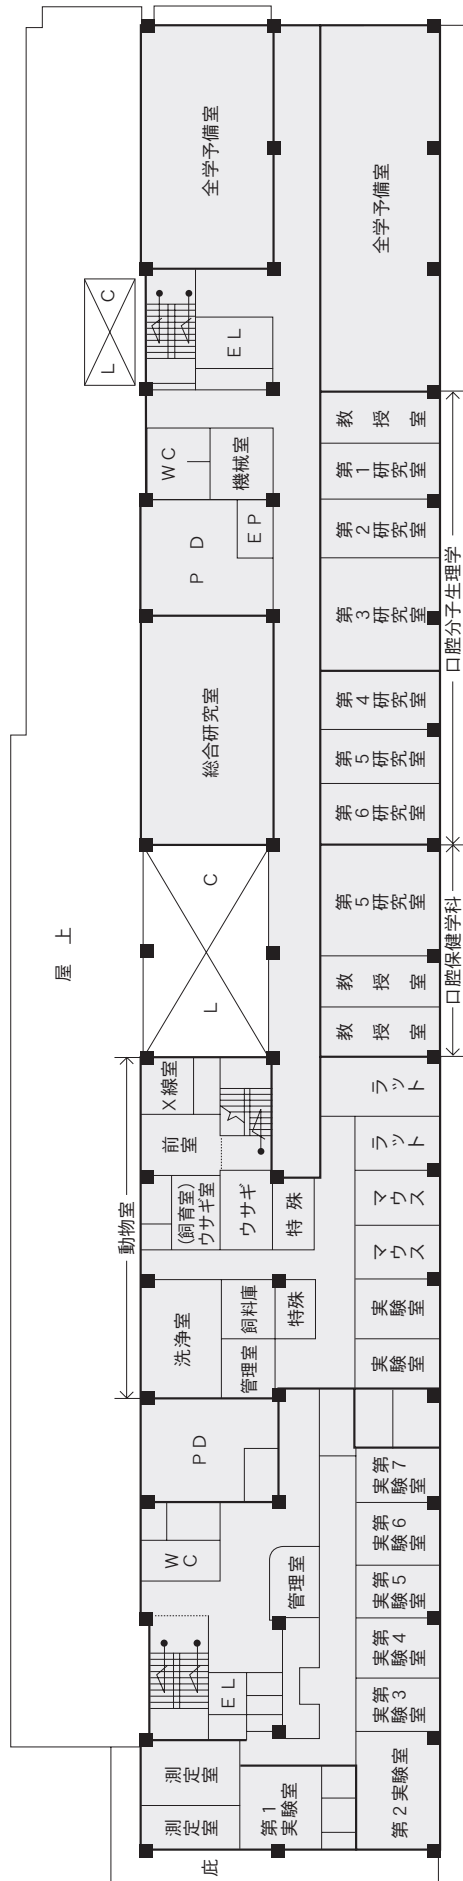 屋上
LC
全学予備室
EL
WC
機械室
PD
EP
総合研究室
LC
動物室
X線室
前室
(飼育室)
ウサギ室
ウサギ
特殊
洗浄室
飼料庫
管理室
特殊
PD
WC
管理室
EL
測定室
測定室
第1
実験室
庇
全学予備室
教授室
第1
研究室
第2
研究室
第3
研究室
第4
研究室
第5
研究室
第6
研究室
口腔分子生理学
第5
研究室
教授室
教授室
口腔保健学科
ラット
ラット
マウス
マウス
実験室
実験室
第7
実験室
第6
実験室
第5
実験室
第4
実験室
第3
実験室
第2実験室